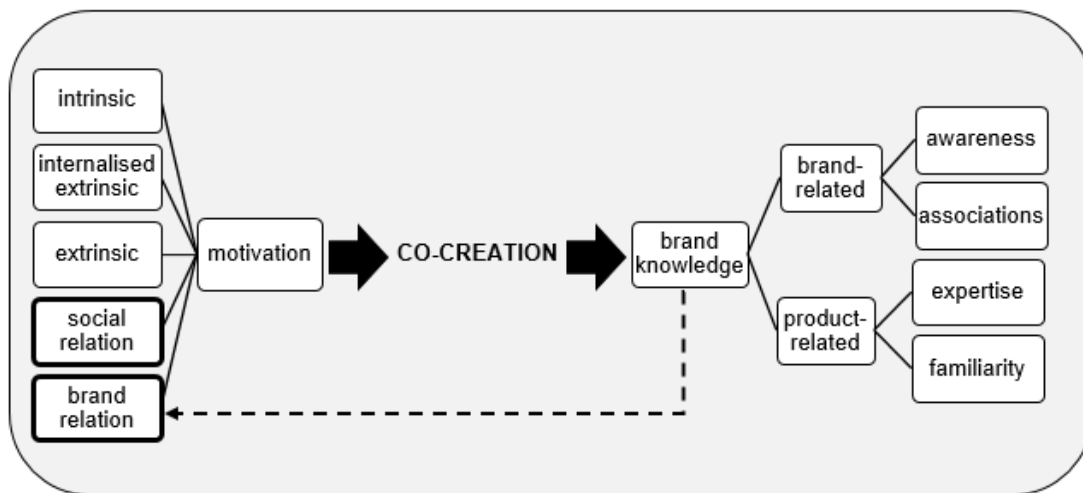 intrinsic
internalised
extrinsic
extrinsic
social
relation
brand
relation
motivation
CO-CREATION
brand
knowledge
brand-
related
product-
related
awareness
associations
expertise
familiarity